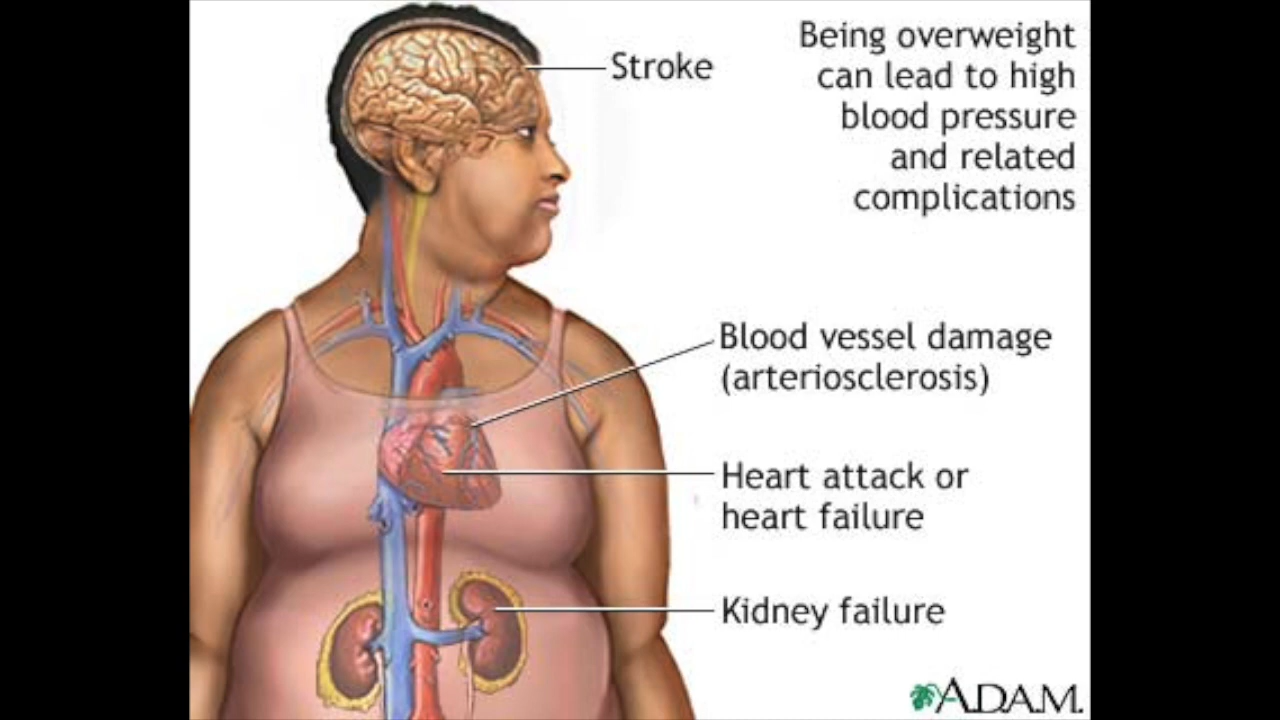 Being overweight
can lead to high
blood pressure
and related
complications
Stroke
Blood vessel damage
(arteriosclerosis)
Heart attack or
heart failure
Kidney failure
A.D.A.M.